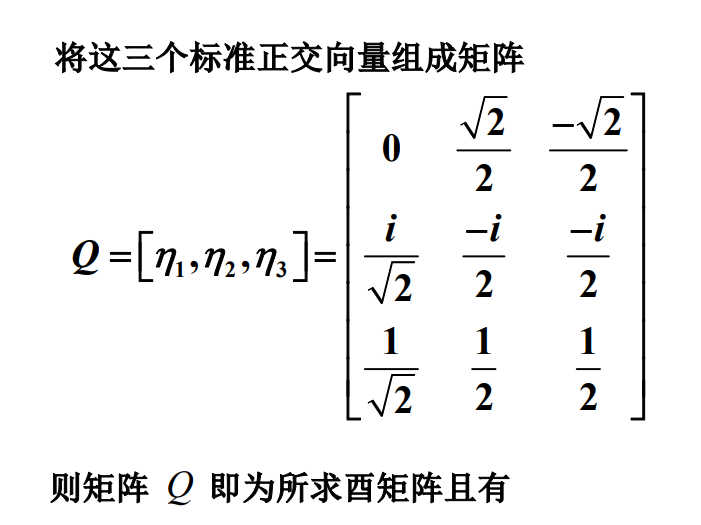 将这三个标准正交向量组成矩阵
$Q = [\eta_1, \eta_2, \eta_3] = \begin{bmatrix} 0 & \frac{\sqrt{2}}{2} & \frac{-\sqrt{2}}{2} \\ \frac{i}{\sqrt{2}} & \frac{-i}{2} & \frac{-i}{2} \\ \frac{1}{\sqrt{2}} & \frac{1}{2} & \frac{1}{2} \end{bmatrix}$
则矩阵 Q 即为所求酉矩阵且有